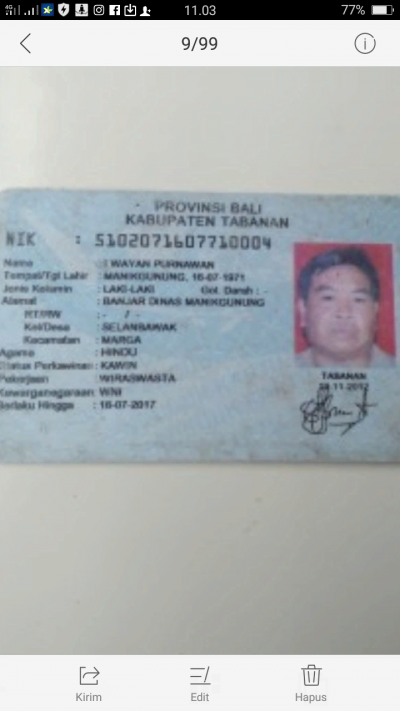 4G
11.03
77%
9/99
PROVINSI BALI
KABUPATEN TABANAN
NIK : 5102071607710004
Nama : I WAYAN PURNAWAN
Tempat/Tgl Lahir : MANIKGUNUNG, 16-07-1971
Jenis Kelamin : LAKI-LAKI Gol. Darah : -
Alamat : BANJAR DINAS MANIKGUNUNG
RT/RW : - / -
Kel/Desa : SELANBAWAK
Kecamatan : MARGA
Agama : HINDU
Status Perkawinan : KAWIN
Pekerjaan : WIRASWASTA
Kewarganegaraan: WNI
Berlaku Hingga : 16-07-2017
TABANAN
11-2012
Kirim
Edit
Hapus